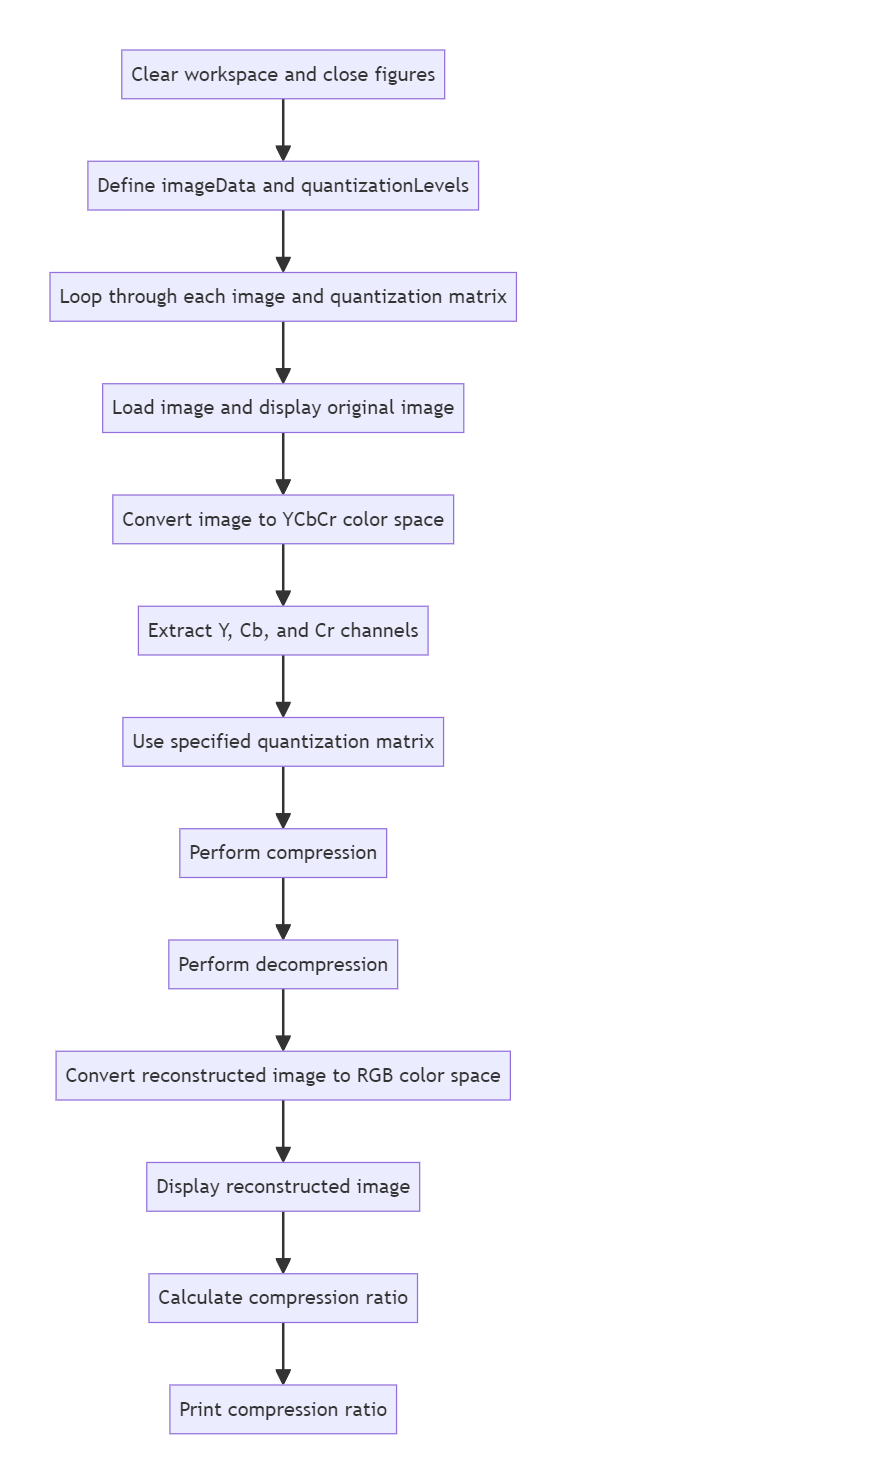 Clear workspace and close figures
Define imageData and quantizationLevels
Loop through each image and quantization matrix
Load image and display original image
Convert image to YCbCr color space
Extract Y, Cb, and Cr channels
Use specified quantization matrix
Perform compression
Perform decompression
Convert reconstructed image to RGB color space
Display reconstructed image
Calculate compression ratio
Print compression ratio